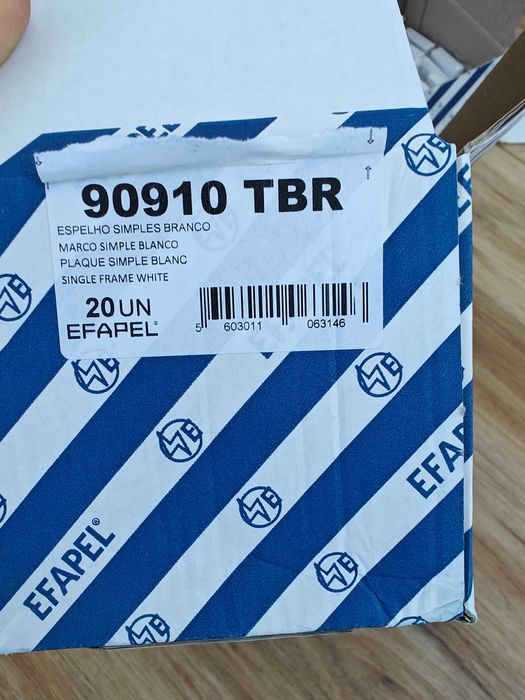 90910 TBR
ESPELHO SIMPLES BRANCO
MARCO SIMPLE BLANCO
PLAQUE SIMPLE BLANC
SINGLE FRAME WHITE
20 UN
EFAPEL®
5 603011 063146
EFAPEL®
EFAPEL